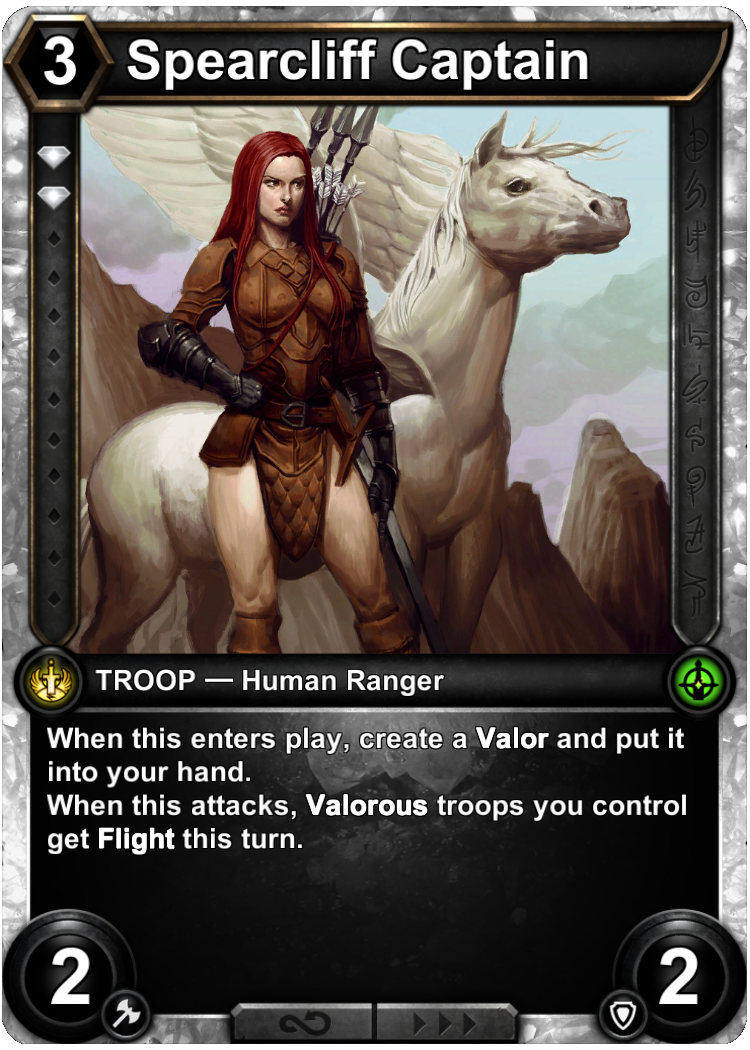 3 Spearcliff Captain
TROOP — Human Ranger
When this enters play, create a Valor and put it
into your hand.
When this attacks, Valorous troops you control
get Flight this turn.
2 2